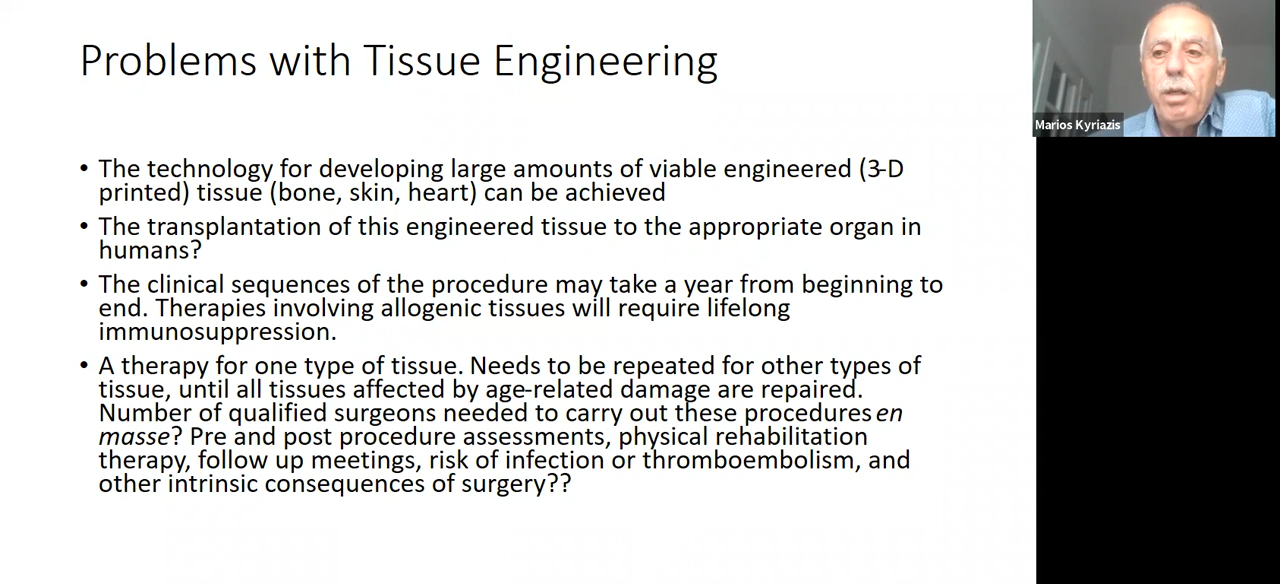 Problems with Tissue Engineering
Marios Kyriazis
• The technology for developing large amounts of viable engineered (3-D
printed) tissue (bone, skin, heart) can be achieved
• The transplantation of this engineered tissue to the appropriate organ in
humans?
• The clinical sequences of the procedure may take a year from beginning to
end. Therapies involving allogenic tissues will require lifelong
immunosuppression.
• A therapy for one type of tissue. Needs to be repeated for other types of
tissue, until all tissues affected by age-related damage are repaired.
Number of qualified surgeons needed to carry out these procedures en
masse? Pre and post procedure assessments, physical rehabilitation
therapy, follow up meetings, risk of infection or thromboembolism, and
other intrinsic consequences of surgery??